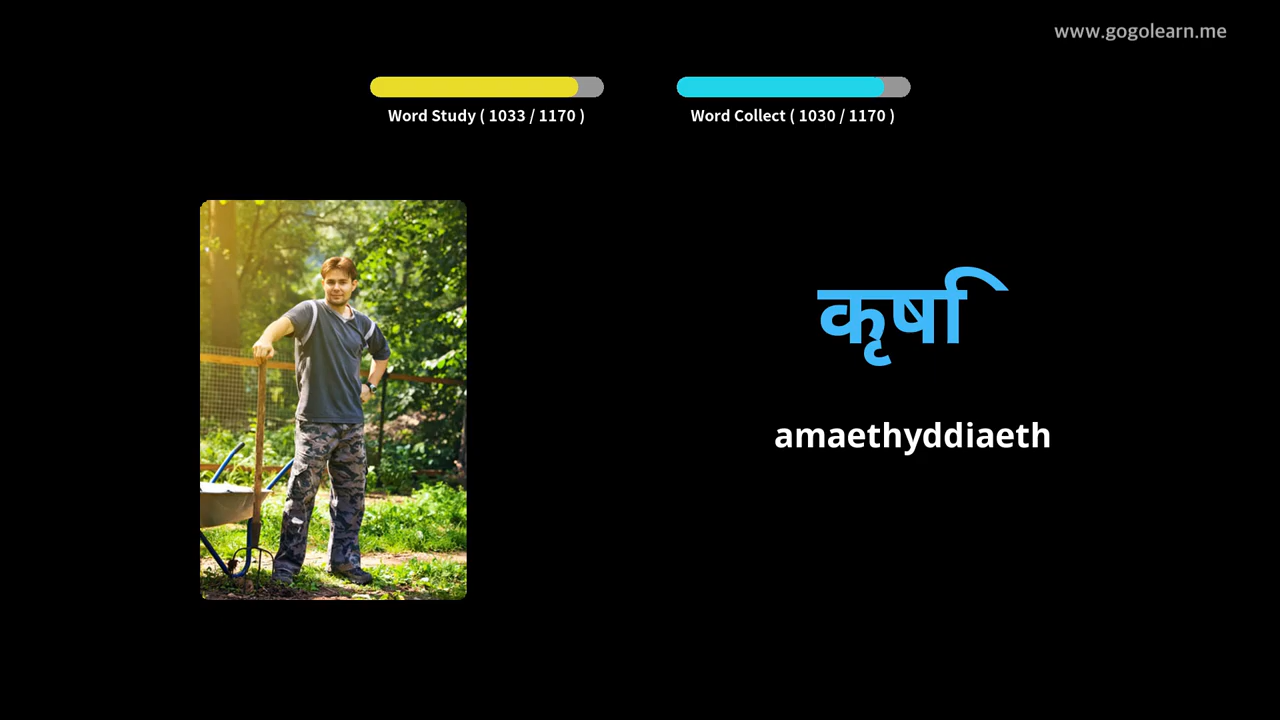 www.gogolearn.me
Word Study ( 1033 / 1170 )
Word Collect ( 1030 / 1170 )
कृषि
amaethyddiaeth